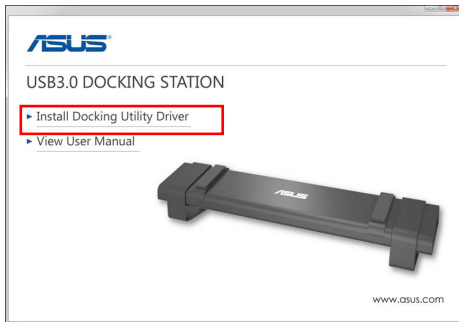 ASUS
USB3.0 DOCKING STATION
Install Docking Utility Driver
View User Manual
ASUS
www.asus.com